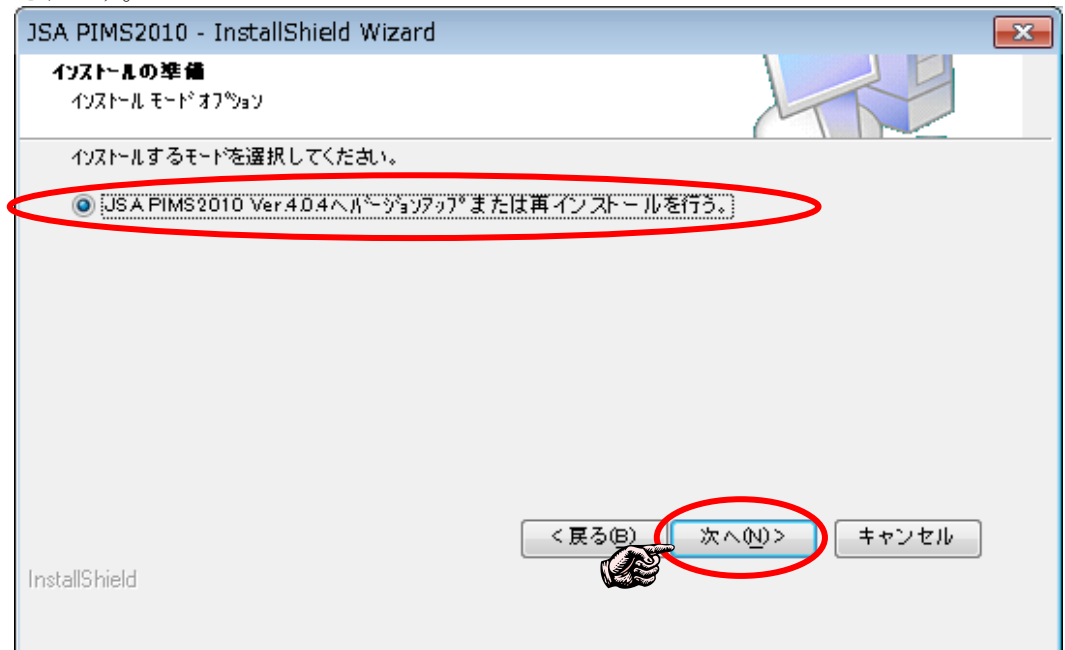 JSA PIMS2010 - InstallShield Wizard
インストールの準備
ｲﾝｽﾄｰﾙ ﾓｰﾄﾞ ｵﾌﾟｼｮﾝ
ｲﾝｽﾄｰﾙするﾓｰﾄﾞを選択してください。
JSA PIMS2010 Ver.4.0.4へﾊﾞｰｼﾞｮﾝｱｯﾌﾟまたは再インストールを行う。
< 戻る(B)
次へ(N) >
キャンセル
InstallShield